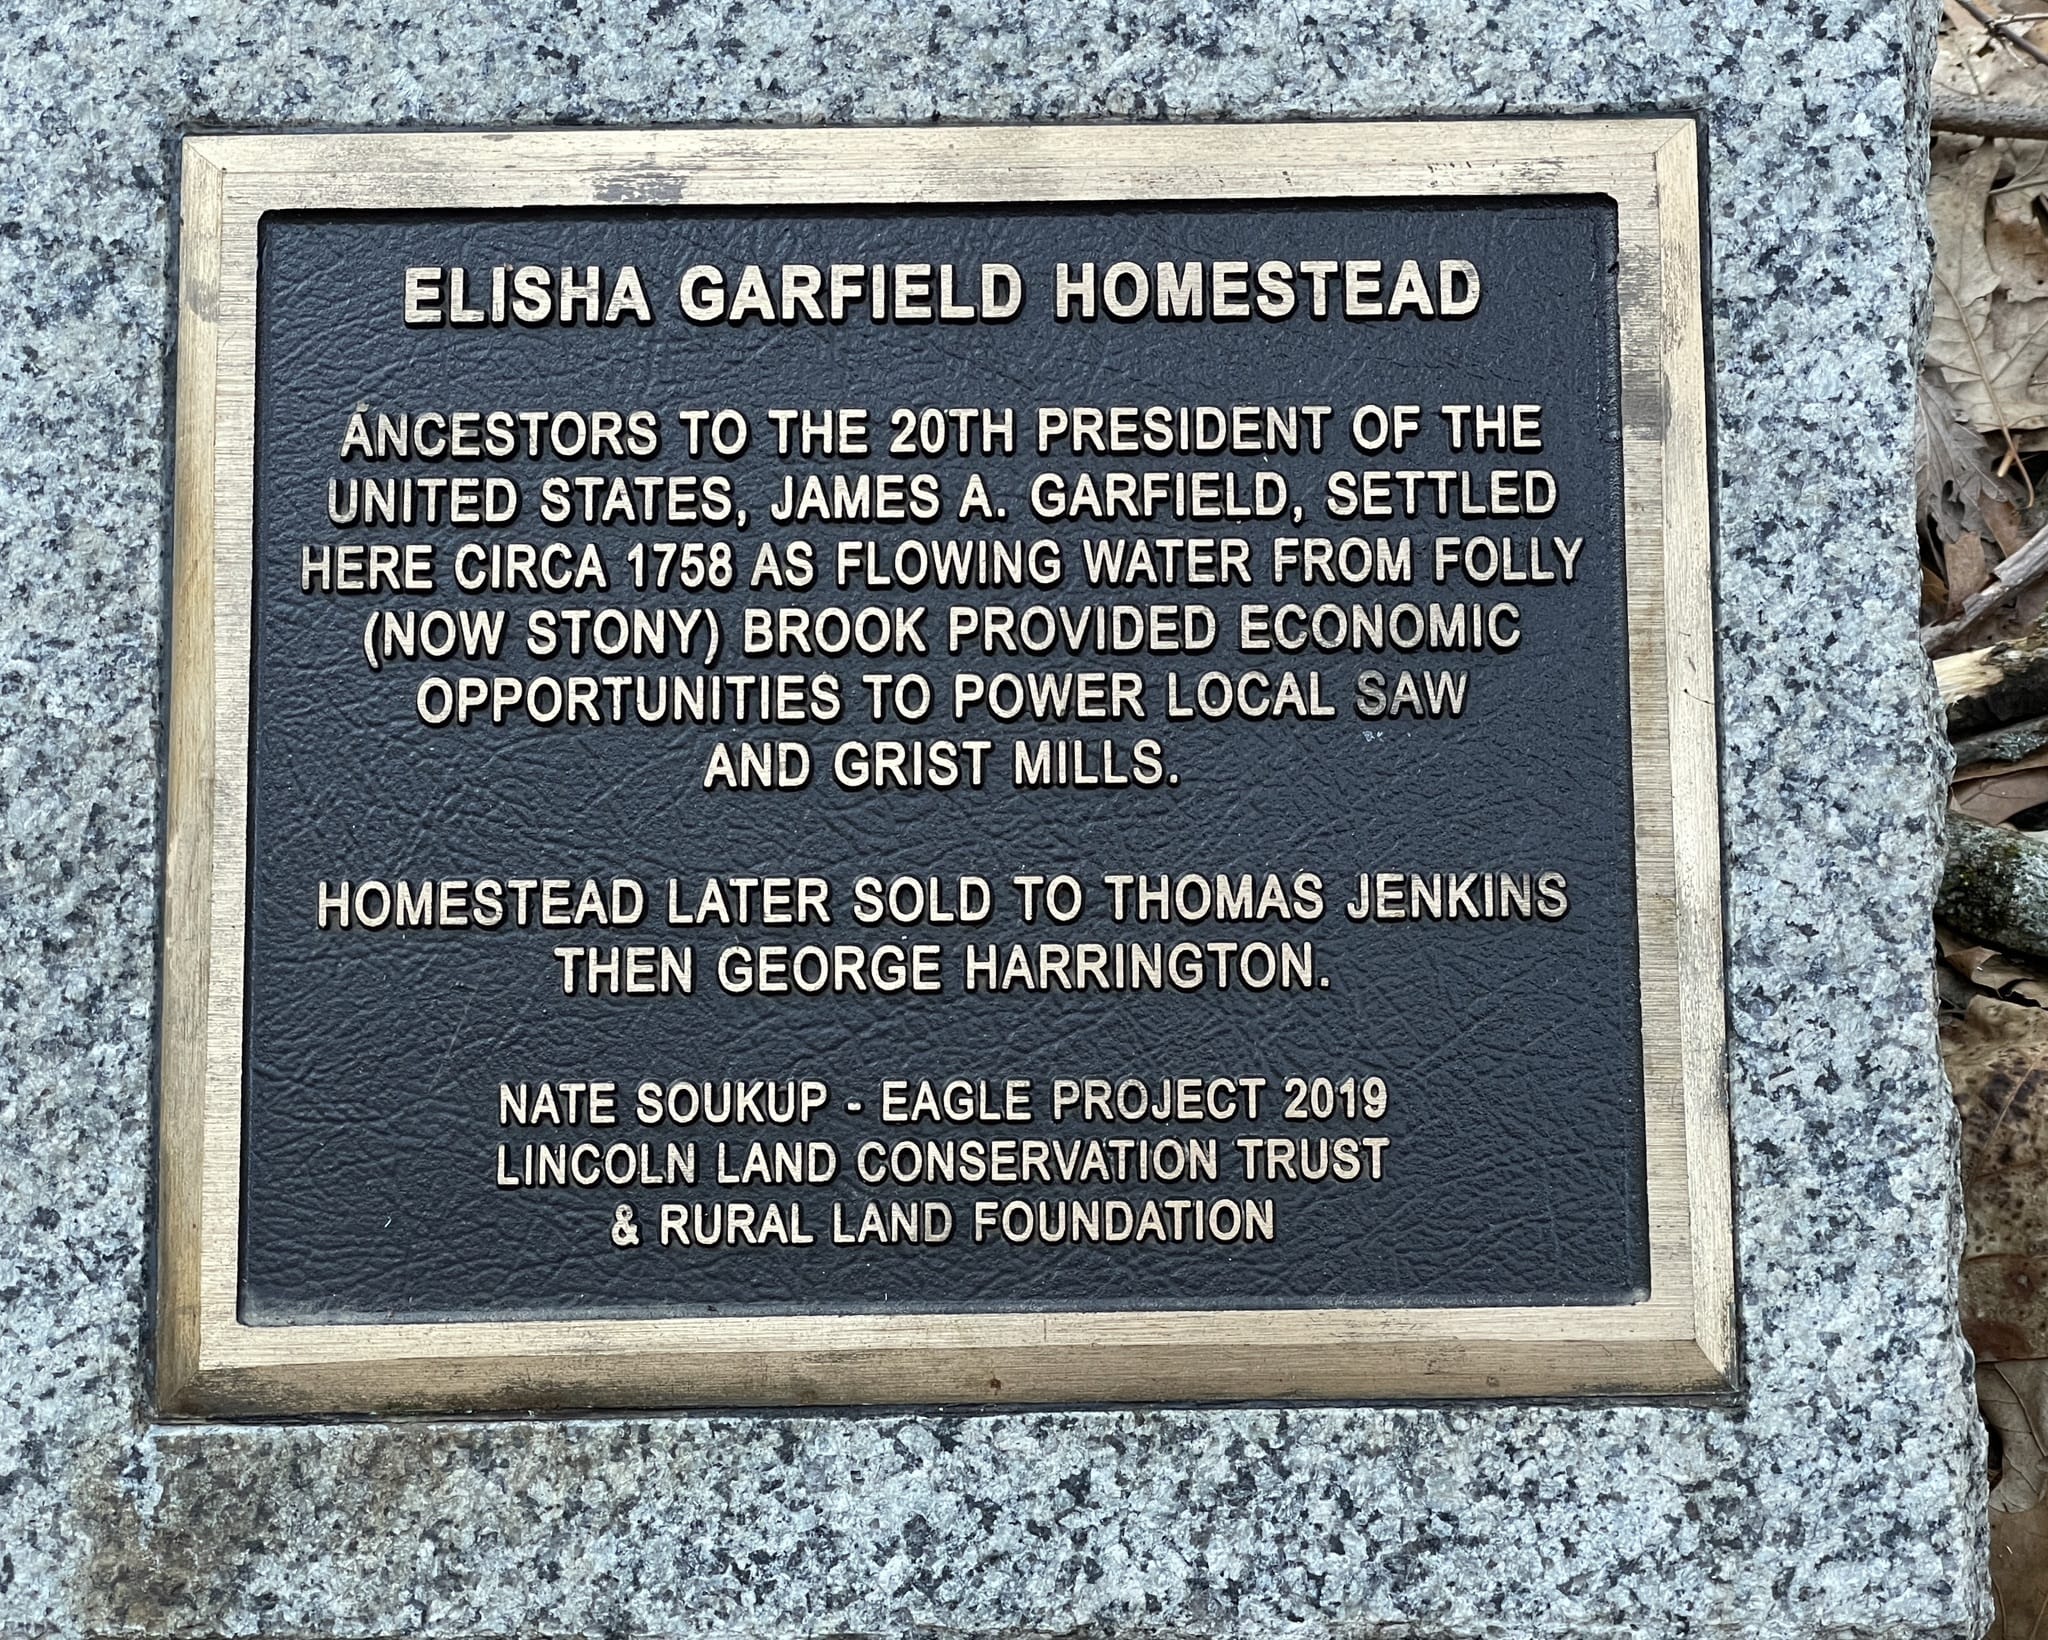 ELISHA GARFIELD HOMESTEAD
ANCESTORS TO THE 20TH PRESIDENT OF THE
UNITED STATES, JAMES A. GARFIELD, SETTLED
HERE CIRCA 1758 AS FLOWING WATER FROM FOLLY
(NOW STONY) BROOK PROVIDED ECONOMIC
OPPORTUNITIES TO POWER LOCAL SAW
AND GRIST MILLS.
HOMESTEAD LATER SOLD TO THOMAS JENKINS
THEN GEORGE HARRINGTON.
NATE SOUKUP - EAGLE PROJECT 2019
LINCOLN LAND CONSERVATION TRUST
& RURAL LAND FOUNDATION